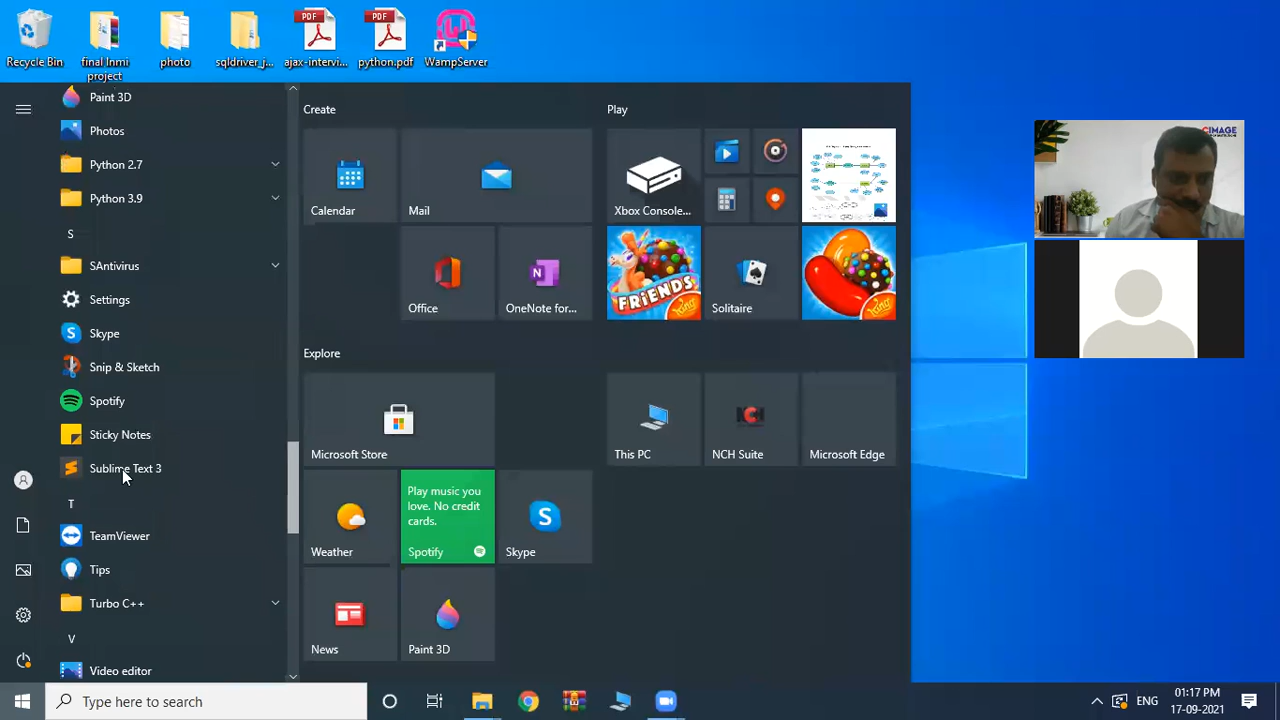 Recycle Bin
final lnmi
project
photo
sqldriver_j...
ajax-intervi...
python.pdf
WampServer
PDF
PDF
Paint 3D
Photos
Python 2.7
Python 3.9
S
SAntivirus
Settings
Skype
Snip & Sketch
Spotify
Sticky Notes
Sublime Text 3
T
TeamViewer
Tips
Turbo C++
V
Video editor
Create
Calendar
Mail
Office
OneNote for...
Explore
Microsoft Store
Weather
Play music you
love. No credit
cards.
Spotify
Skype
News
Paint 3D
Play
Xbox Console...
FRIENDS
King
Solitaire
King
This PC
NCH
NCH Suite
Microsoft Edge
CIMAGE
Type here to search
ENG
01:17 PM
17-09-2021